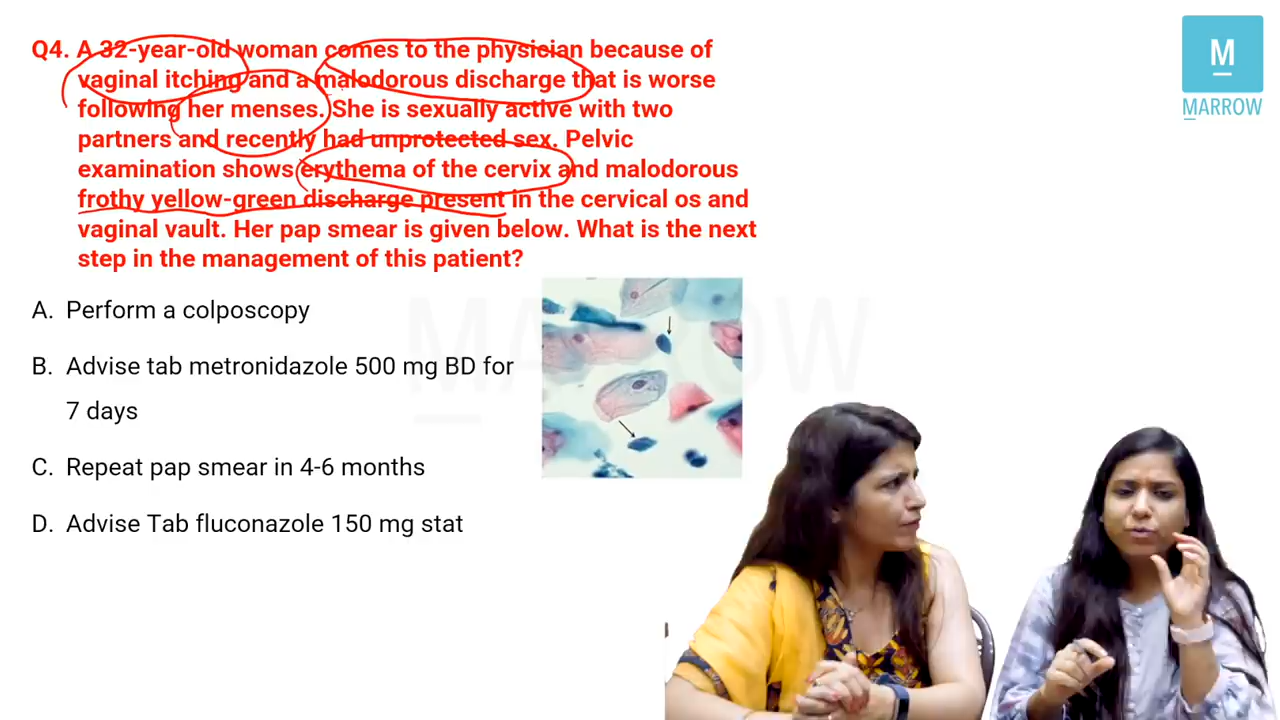 Q4. A 32-year-old woman comes to the physician because of
vaginal itching and a malodorous discharge that is worse
following her menses. She is sexually active with two
partners and recently had unprotected sex. Pelvic
examination shows erythema of the cervix and malodorous
frothy yellow-green discharge present in the cervical os and
vaginal vault. Her pap smear is given below. What is the next
step in the management of this patient?
A. Perform a colposcopy
B. Advise tab metronidazole 500 mg BD for
7 days
C. Repeat pap smear in 4-6 months
D. Advise Tab fluconazole 150 mg stat
M
MARROW
MARROW